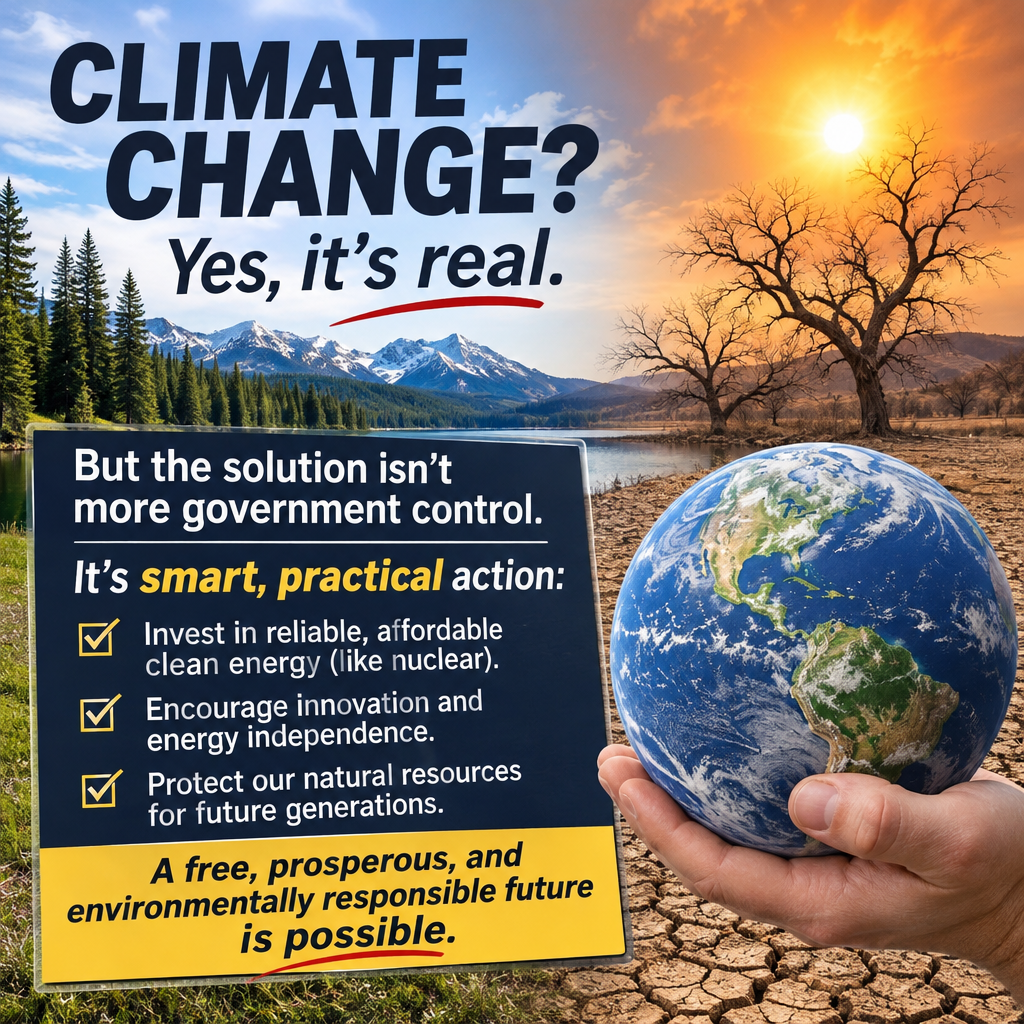 CLIMATE
CHANGE?
Yes, it's real.
But the solution isn't
more government control.
It's smart, practical action:
Invest in reliable, affordable
clean energy (like nuclear).
Encourage innovation and
energy independence.
Protect our natural resources
for future generations.
A free, prosperous, and
environmentally responsible future
is possible.